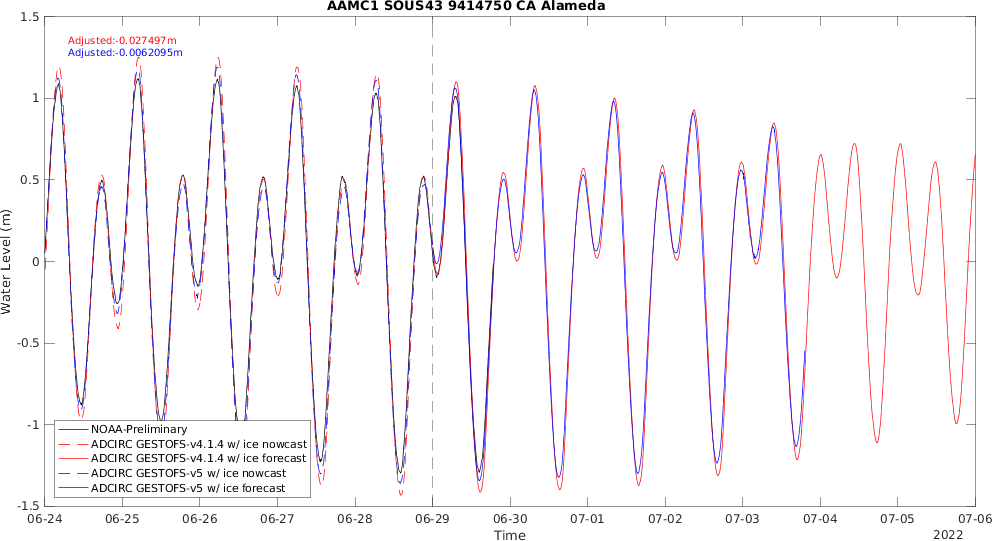 AAMC1 SOUS43 9414750 CA Alameda
Adjusted:-0.027497m
Adjusted:-0.0062095m
Water Level (m)
1.5
1
0.5
0
-0.5
-1
-1.5
NOAA-Preliminary
ADCIRC GESTOFS-v4.1.4 w/ ice nowcast
ADCIRC GESTOFS-v4.1.4 w/ ice forecast
ADCIRC GESTOFS-v5 w/ ice nowcast
ADCIRC GESTOFS-v5 w/ ice forecast
06-24 06-25 06-26 06-27 06-28 06-29 06-30 07-01 07-02 07-03 07-04 07-05 07-06
Time
2022